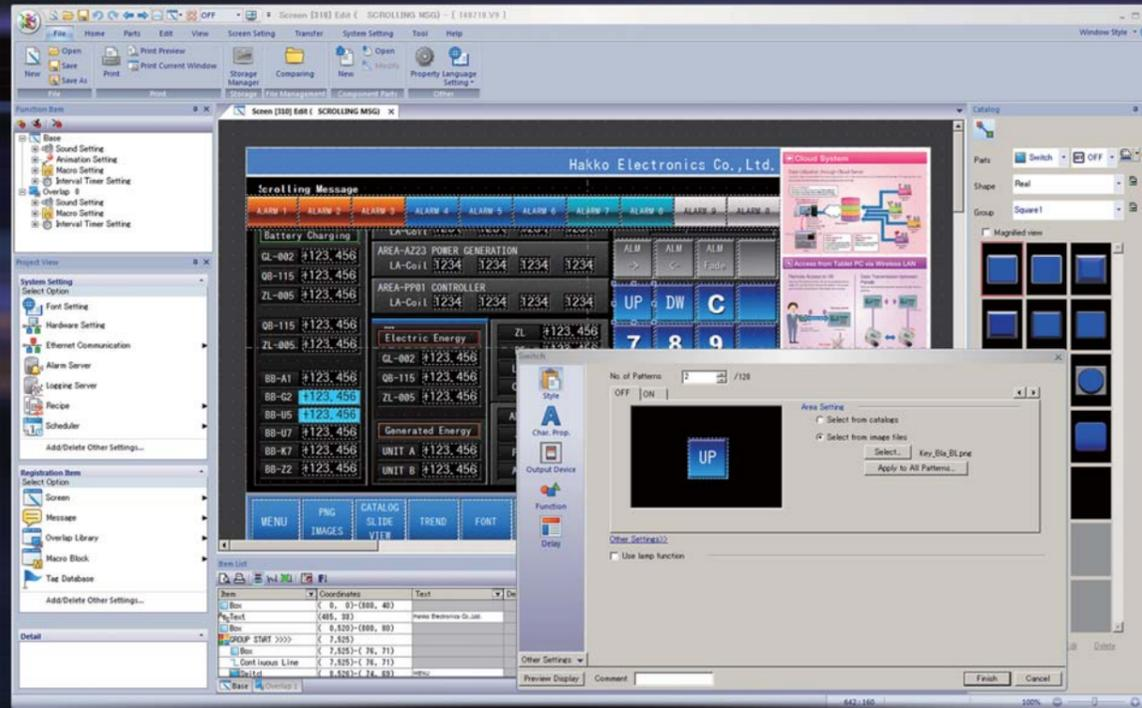 OFF
Screen [310] Edit ( SCROLLING MSG) - [ 140710.V9 ]
File Home Parts Edit View Screen Seting Transfer System Setting Tool Help
Window Style
New
Open
Save
Save As
File
Print
Print Preview
Print Current Window
Print
Storage Manager
Storage
Comparing
File Management
New
Open
Modify
Component Parts
Property
Language Setting
Other
Function Item
Base
Sound Setting
Animation Setting
Macro Setting
Interval Timer Setting
Overlap 0
Sound Setting
Macro Setting
Interval Timer Setting
Project View
System Setting
Select Option
Font Setting
Hardware Setting
Ethernet Communication
Alarm Server
Logging Server
Recipe
Scheduler
Add/Delete Other Settings...
Registration Item
Select Option
Screen
Message
Overlap Library
Macro Block
Tag Database
Add/Delete Other Settings...
Detail
Screen [310] Edit ( SCROLLING MSG)
Hakko Electronics Co.,Ltd.
Scrolling Message
ALARM 1 ALARM 2 ALARM 3 ALARM 4 ALARM 5 ALARM 6 ALARM 7 ALARM 8 ALARM 9 ALARM 0
Battery Charging
GL-002 +123.456
QB-115 +123.456
ZL-005 +123.456
QB-115 +123.456
ZL-005 +123.456
BB-A1 +123.456
BB-G2 +123.456
BB-U5 +123.456
BB-U7 +123.456
BB-K7 +123.456
BB-Z2 +123.456
AREA-AZ23 POWER GENERATION
LA-Coil 1234 1234 1234 1234
AREA-PP01 CONTROLLER
LA-Coil 1234 1234 1234 1234
Electric Energy
GL-002 +123.456
QB-115 +123.456
ZL-005 +123.456
Generated Energy
UNIT A +123.456
UNIT B +123.456
ZL +123.456
ALM -> ALM <- ALM Fade
UP DW C
7 8 9
MENU
PNG IMAGES
CATALOG SLIDE VIEW
TREND
FONT
Cloud System
Access from Tablet PC via Wireless LAN
Item List
Item Coordinates Text
Box ( 0, 0)-(800, 40)
Text (485, 38) Hakko Electronics Co.,Ltd.
Box ( 0,520)-(800, 80)
GROUP START >>>> ( 7,525)
Box ( 7,525)-( 76, 71)
Continuous Line ( 7,525)-( 76, 71)
Switch ( 8,526)-( 74, 69) MENU
Base Overlap 1
Switch
Style
Char. Prop.
Output Device
Function
Delay
Other Settings
No. of Patterns 2 /128
OFF ON
UP
Area Setting
Select from catalogs
Select from image files
Select.. Key_Bla_BL.png
Apply to All Patterns...
Other Settings>>
Use lamp function
Preview Display Comment
Finish Cancel
Catalog
Parts Switch OFF
Shape Real
Group Square1
Magnified view
Delete
642:160
100%